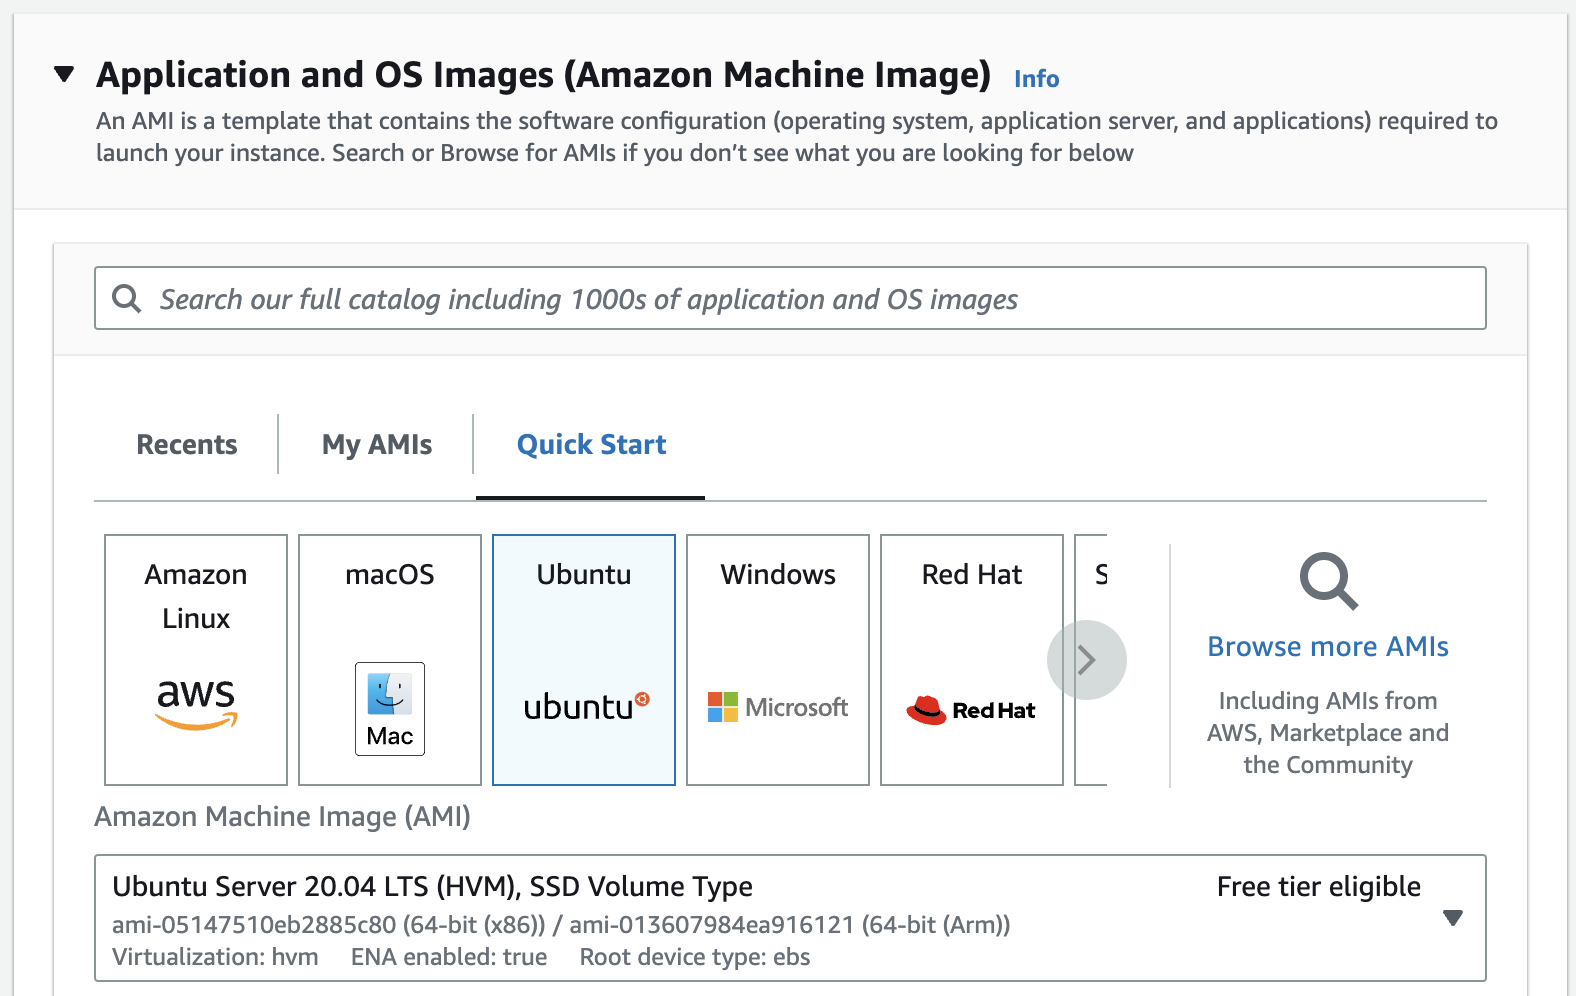 Application and OS Images (Amazon Machine Image) Info
An AMI is a template that contains the software configuration (operating system, application server, and applications) required to
launch your instance. Search or Browse for AMIs if you don’t see what you are looking for below
Search our full catalog including 1000s of application and OS images
Recents
My AMIs
Quick Start
Amazon
Linux
aws
macOS
Mac
Ubuntu
ubuntu
Windows
Microsoft
Red Hat
Red Hat
S
Browse more AMIs
Including AMIs from
AWS, Marketplace and
the Community
Amazon Machine Image (AMI)
Ubuntu Server 20.04 LTS (HVM), SSD Volume Type
Free tier eligible
ami-05147510eb2885c80 (64-bit (x86)) / ami-013607984ea916121 (64-bit (Arm))
Virtualization: hvm ENA enabled: true Root device type: ebs